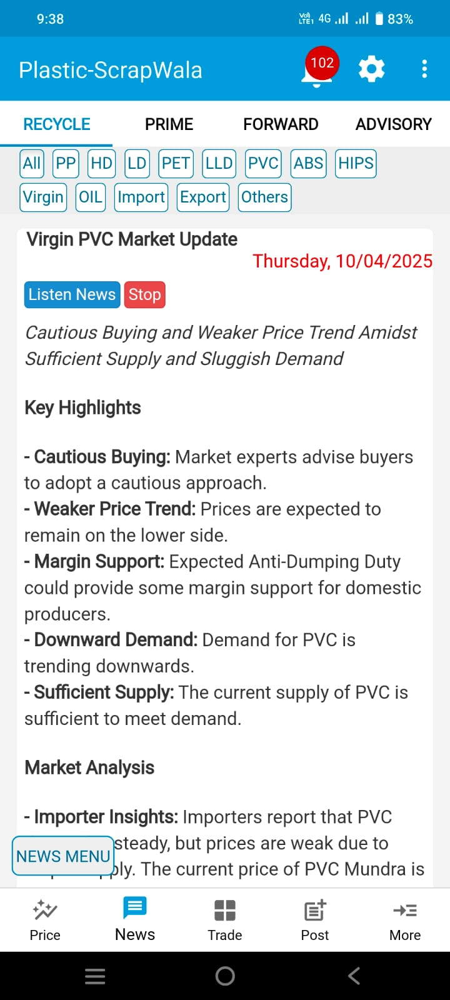 9:38 VoI) LTE1 4G 83%
Plastic-ScrapWala 102
RECYCLE PRIME FORWARD ADVISORY
All PP HD LD PET LLD PVC ABS HIPS
Virgin OIL Import Export Others
Virgin PVC Market Update
Thursday, 10/04/2025
Listen News Stop
Cautious Buying and Weaker Price Trend Amidst
Sufficient Supply and Sluggish Demand
Key Highlights
- Cautious Buying: Market experts advise buyers
to adopt a cautious approach.
- Weaker Price Trend: Prices are expected to
remain on the lower side.
- Margin Support: Expected Anti-Dumping Duty
could provide some margin support for domestic
producers.
- Downward Demand: Demand for PVC is
trending downwards.
- Sufficient Supply: The current supply of PVC is
sufficient to meet demand.
Market Analysis
- Importer Insights: Importers report that PVC
steady, but prices are weak due to
NEWS MENU
The current price of PVC Mundra is
Price News Trade Post More